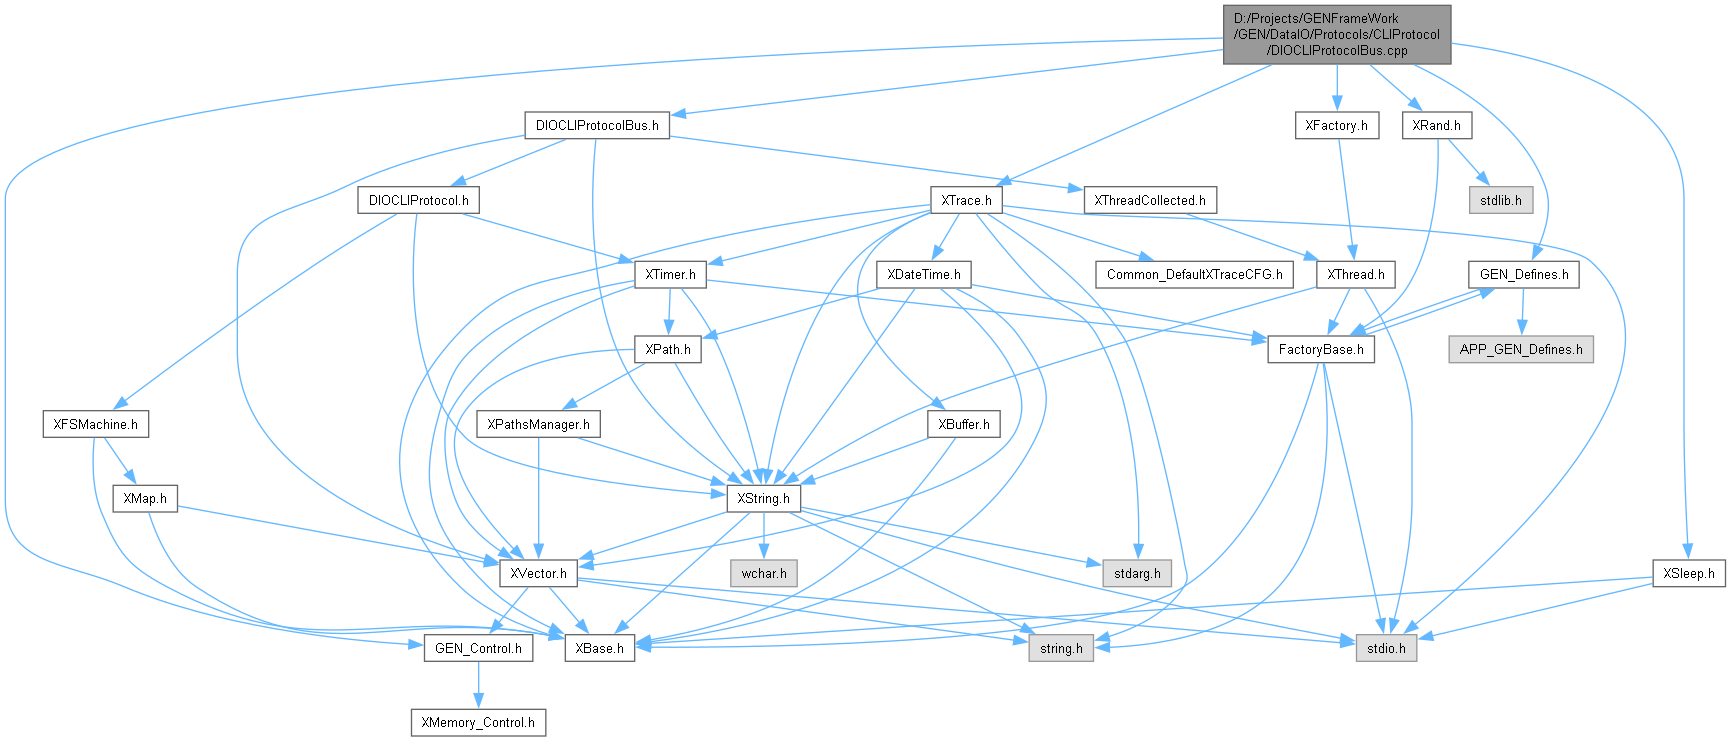 D:/Projects/GENFrameWork
/GEN/DataIO/Protocols/CLIProtocol
/DIOCLIProtocolBus.cpp
DIOCLIProtocolBus.h
XFactory.h
XRand.h
DIOCLIProtocol.h
XTrace.h
XThreadCollected.h
stdlib.h
XTimer.h
XDateTime.h
Common_DefaultXTraceCFG.h
XThread.h
GEN_Defines.h
XPath.h
FactoryBase.h
APP_GEN_Defines.h
XFSMachine.h
XPathsManager.h
XBuffer.h
XMap.h
XString.h
XVector.h
wchar.h
stdarg.h
XSleep.h
GEN_Control.h
XBase.h
string.h
stdio.h
XMemory_Control.h